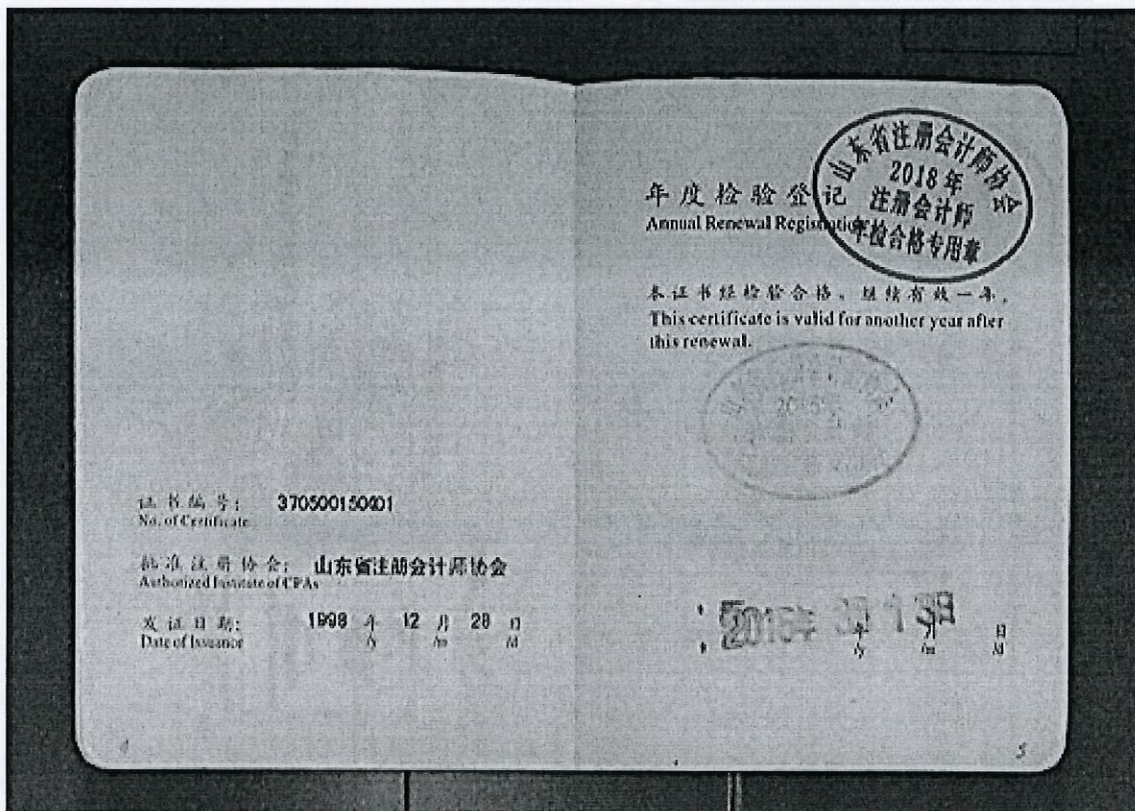 证书编号： 370500150401
No. of Certificate
批准注册协会： 山东省注册会计师协会
Authorized Institute of CPAs
发证日期： 1998 年 12 月 28 日
Date of Issuance /y /m /d
4
山东省注册会计师协会
2018年
注册会计师
年检合格专用章
年度检验登记
Annual Renewal Registration
本证书经检验合格，继续有效一年。
This certificate is valid for another year after
this renewal.
年 月 日
/y /m /d
5